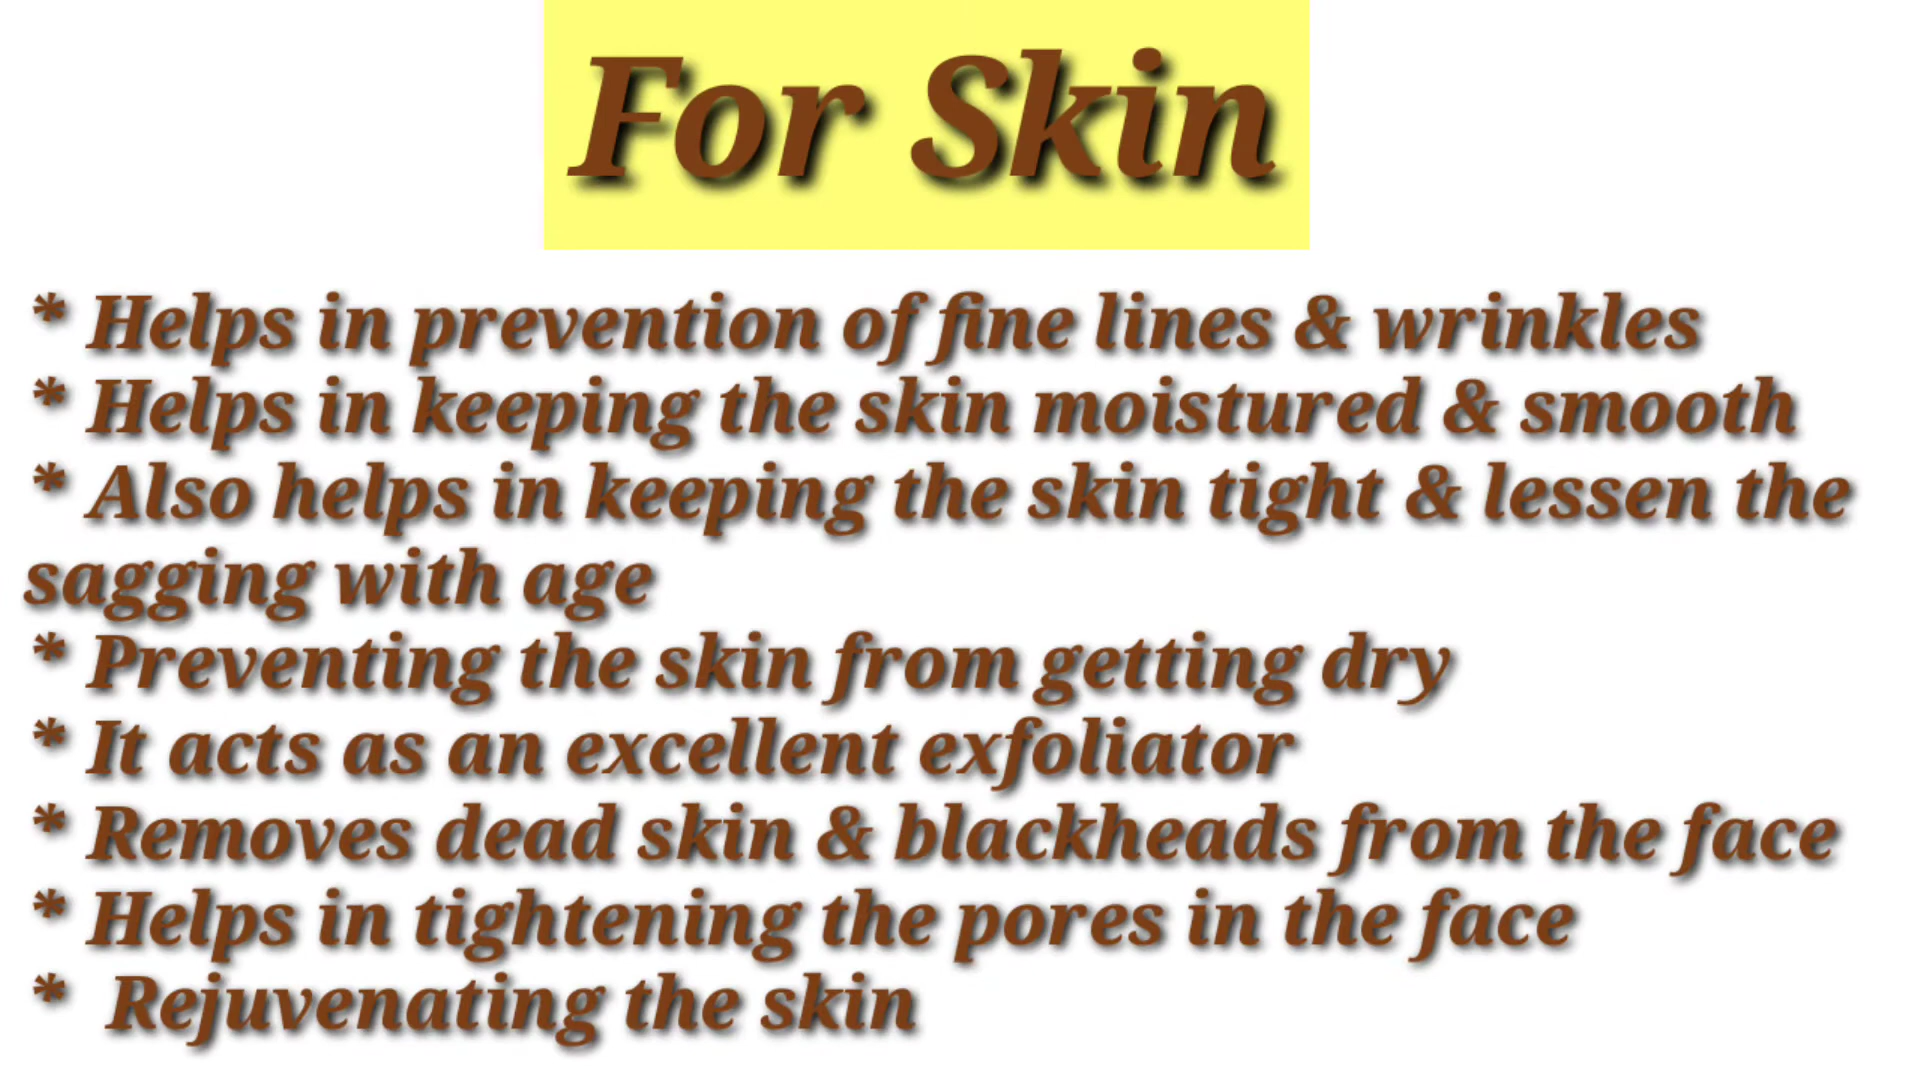 For Skin
* Helps in prevention of fine lines & wrinkles
* Helps in keeping the skin moistured & smooth
* Also helps in keeping the skin tight & lessen the
sagging with age
* Preventing the skin from getting dry
* It acts as an excellent exfoliator
* Removes dead skin & blackheads from the face
* Helps in tightening the pores in the face
*  Rejuvenating the skin